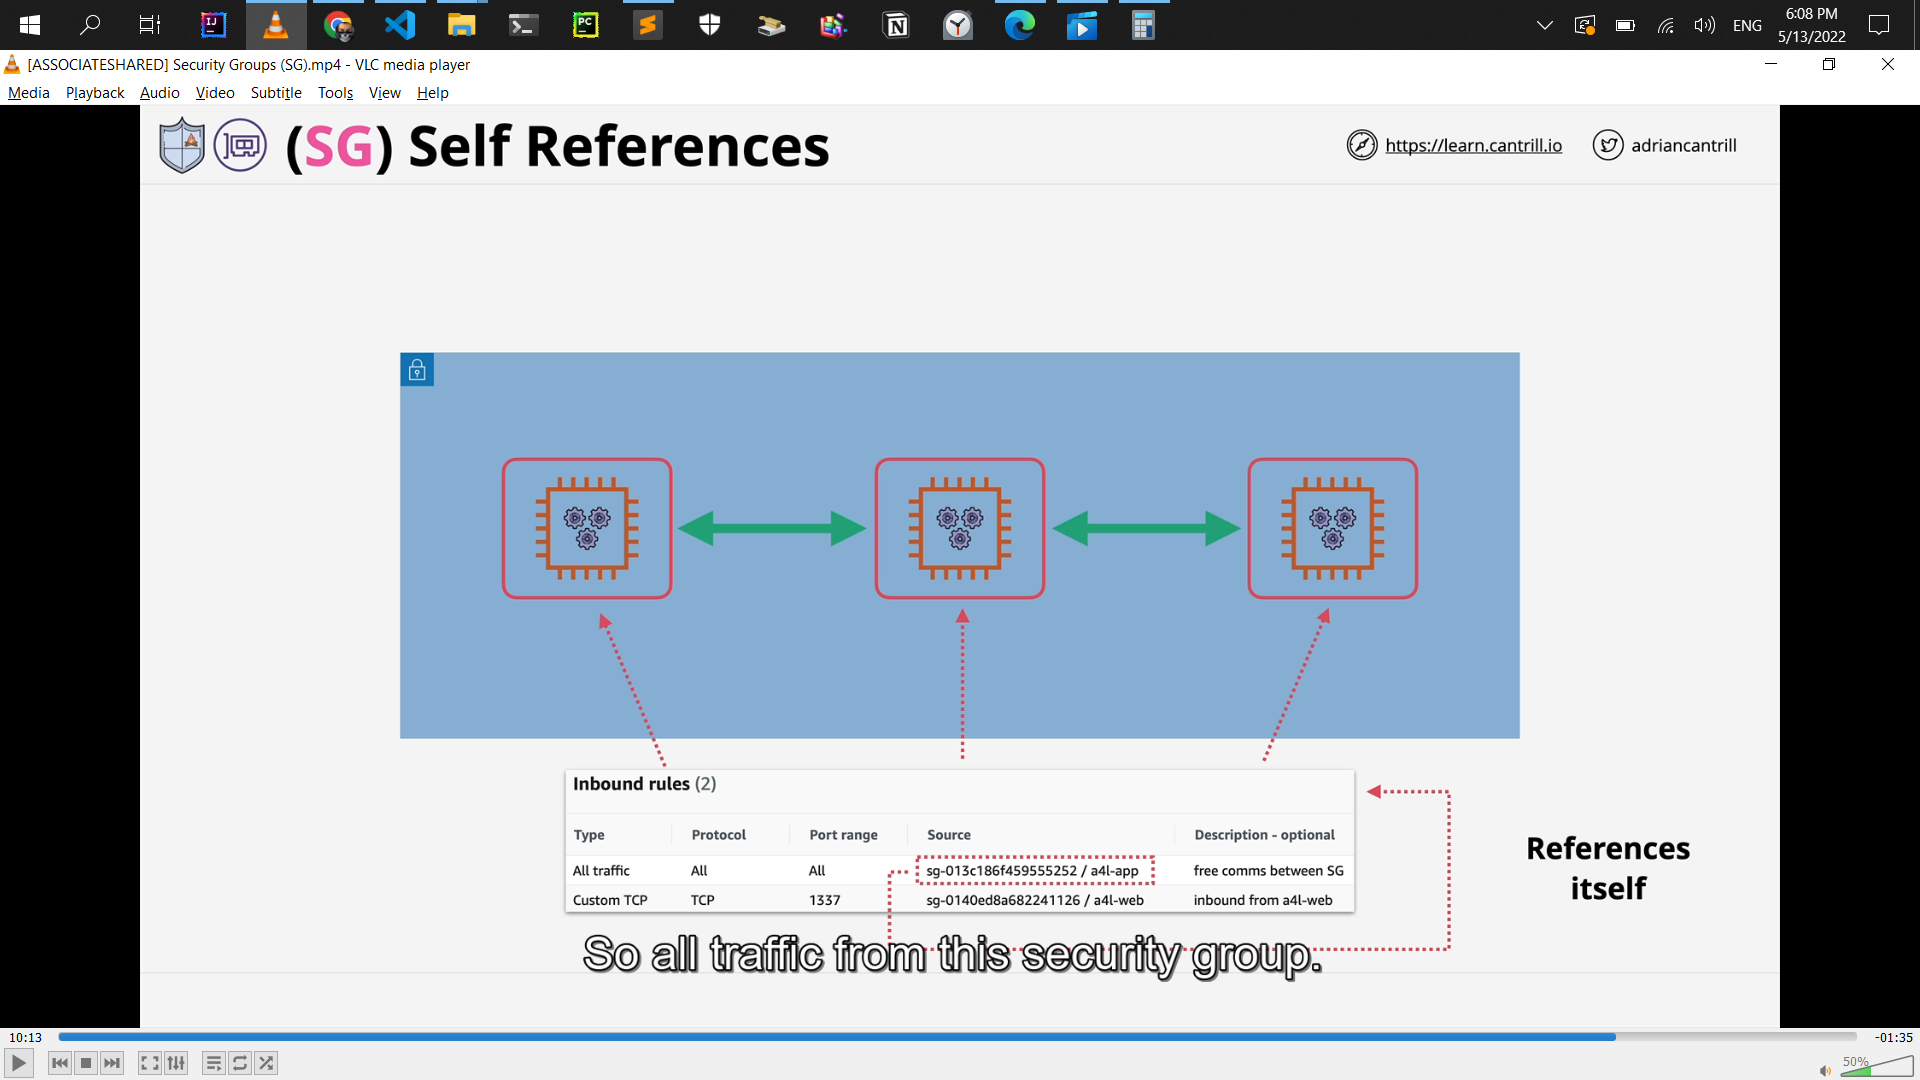 6:08 PM
ENG
5/13/2022
[ASSOCIATESHARED] Security Groups (SG).mp4 - VLC media player
Media Playback Audio Video Subtitle Tools View Help
(SG) Self References
https://learn.cantrill.io
adriancantrill
Inbound rules (2)
Type Protocol Port range Source Description - optional
All traffic All All sg-013c186f459555252 / a4l-app free comms between SG
Custom TCP TCP 1337 sg-0140ed8a682241126 / a4l-web inbound from a4l-web
References
itself
So all traffic from this security group.
10:13
-01:35
50%